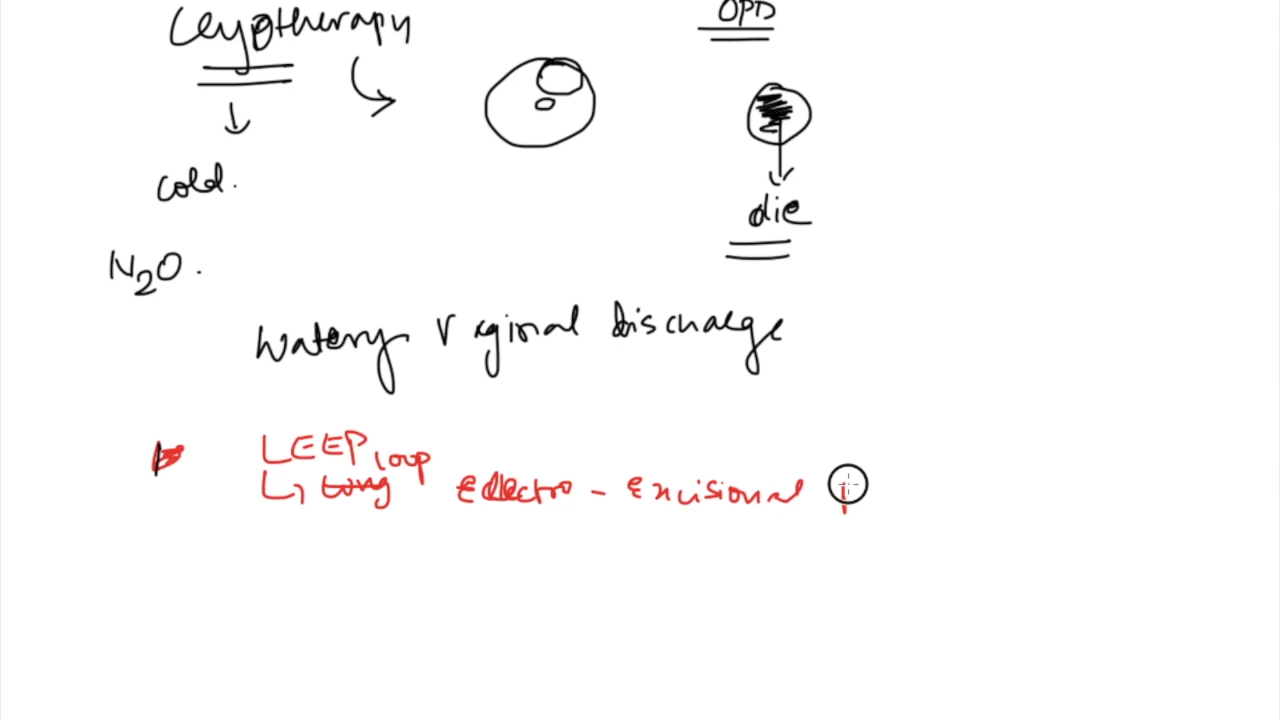 Cryotherapy
OPD
cold.
die
N2O.
Watery Vaginal discharge
LEEP loop
long Electro - Excisional p